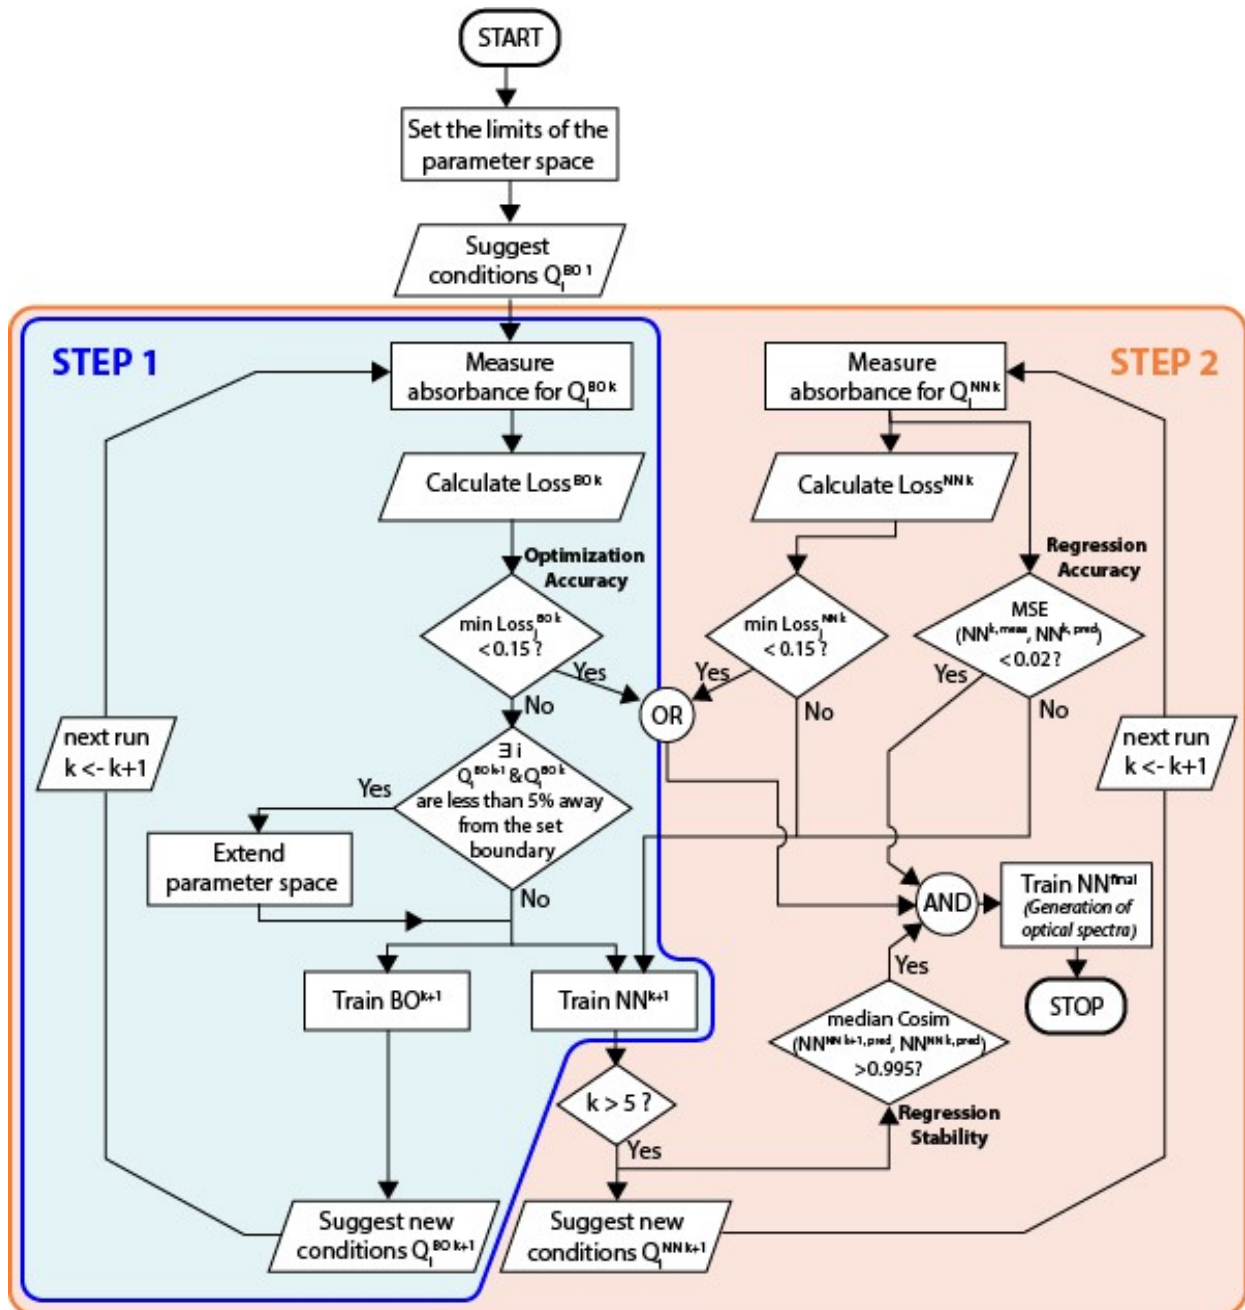 START
Set the limits of the
parameter space
Suggest
conditions Q_i^BO 1
STEP 1
STEP 2
Measure
absorbance for Q_i^BO k
Measure
absorbance for Q_i^NN k
Calculate Loss^BO k
Calculate Loss^NN k
Optimization
Accuracy
Regression
Accuracy
min Loss_j^BO k
< 0.15 ?
Yes
No
min Loss_j^NN k
< 0.15 ?
Yes
No
MSE
(NN^k, meas, NN^k, pred)
< 0.02 ?
Yes
No
OR
next run
k <- k+1
next run
k <- k+1
∃ i
Q_i^BO k-1 & Q_i^BO k
are less than 5% away
from the set
boundary
Yes
No
Extend
parameter space
AND
Train NN^final
(Generation of
optical spectra)
STOP
Train BO^k+1
Train NN^k+1
Yes
median Cosim
(NN^NN k+1, pred, NN^NN k, pred)
>0.995?
k > 5 ?
Yes
Regression
Stability
Suggest new
conditions Q_i^BO k+1
Suggest new
conditions Q_i^NN k+1